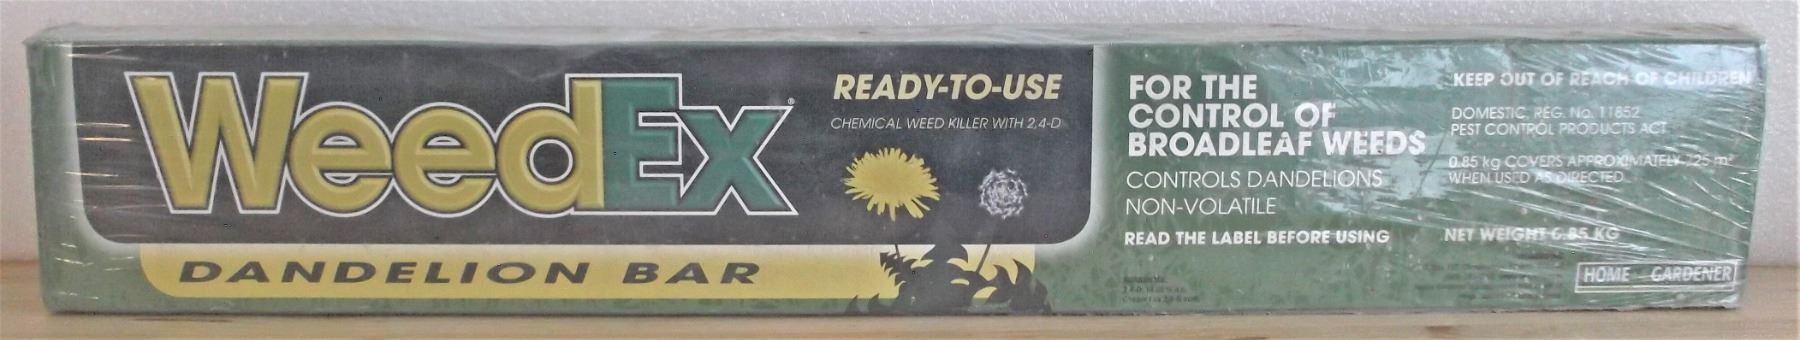 WeedEx®
DANDELION BAR
READY-TO-USE
CHEMICAL WEED KILLER WITH 2,4-D
FOR THE
CONTROL OF
BROADLEAF WEEDS
CONTROLS DANDELIONS
NON-VOLATILE
READ THE LABEL BEFORE USING
KEEP OUT OF REACH OF CHILDREN
DOMESTIC REG. No. 11852
PEST CONTROL PRODUCTS ACT
0.85 kg COVERS APPROXIMATELY m²
WHEN USED AS DIRECTED
NET WEIGHT 0.85 KG
HOME GARDENER